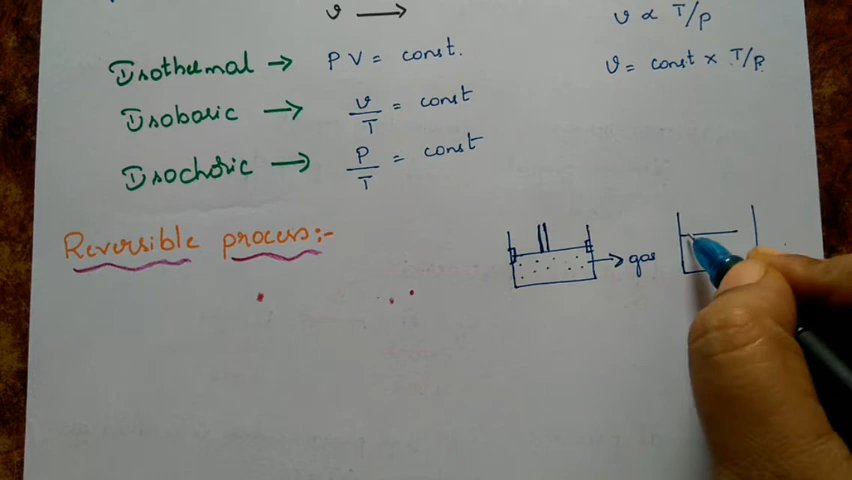 v →
v ∝ T/p
Isothermal → PV = const.
v = const × T/p.
Isobaric → v/T = const
Isochoric → P/T = const
Reversible process:-
→ gas